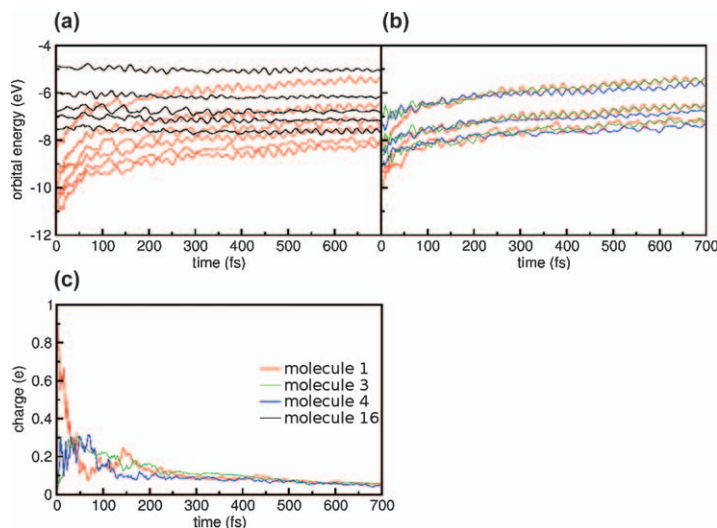 (a)
(b)
orbital energy (eV)
-4
-6
-8
-10
-12
0 100 200 300 400 500 600
0 100 200 300 400 500 600 700
time (fs)
time (fs)
(c)
charge (e)
1
0.8
0.6
0.4
0.2
0
molecule 1
molecule 3
molecule 4
molecule 16
0 100 200 300 400 500 600 700
time (fs)